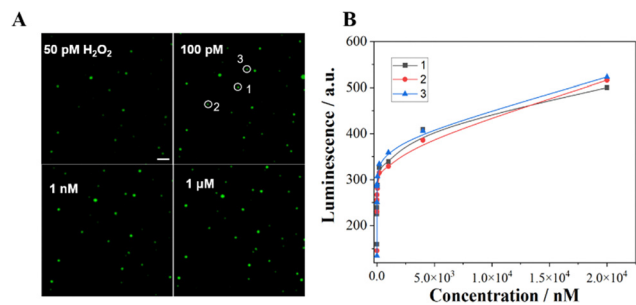 A
50 pM H₂O₂
100 pM
3
1
2
1 nM
1 µM
B
Luminescence / a.u.
600
500
400
300
200
1
2
3
0.0
5.0×10³
1.0×10⁴
1.5×10⁴
2.0×10⁴
Concentration / nM